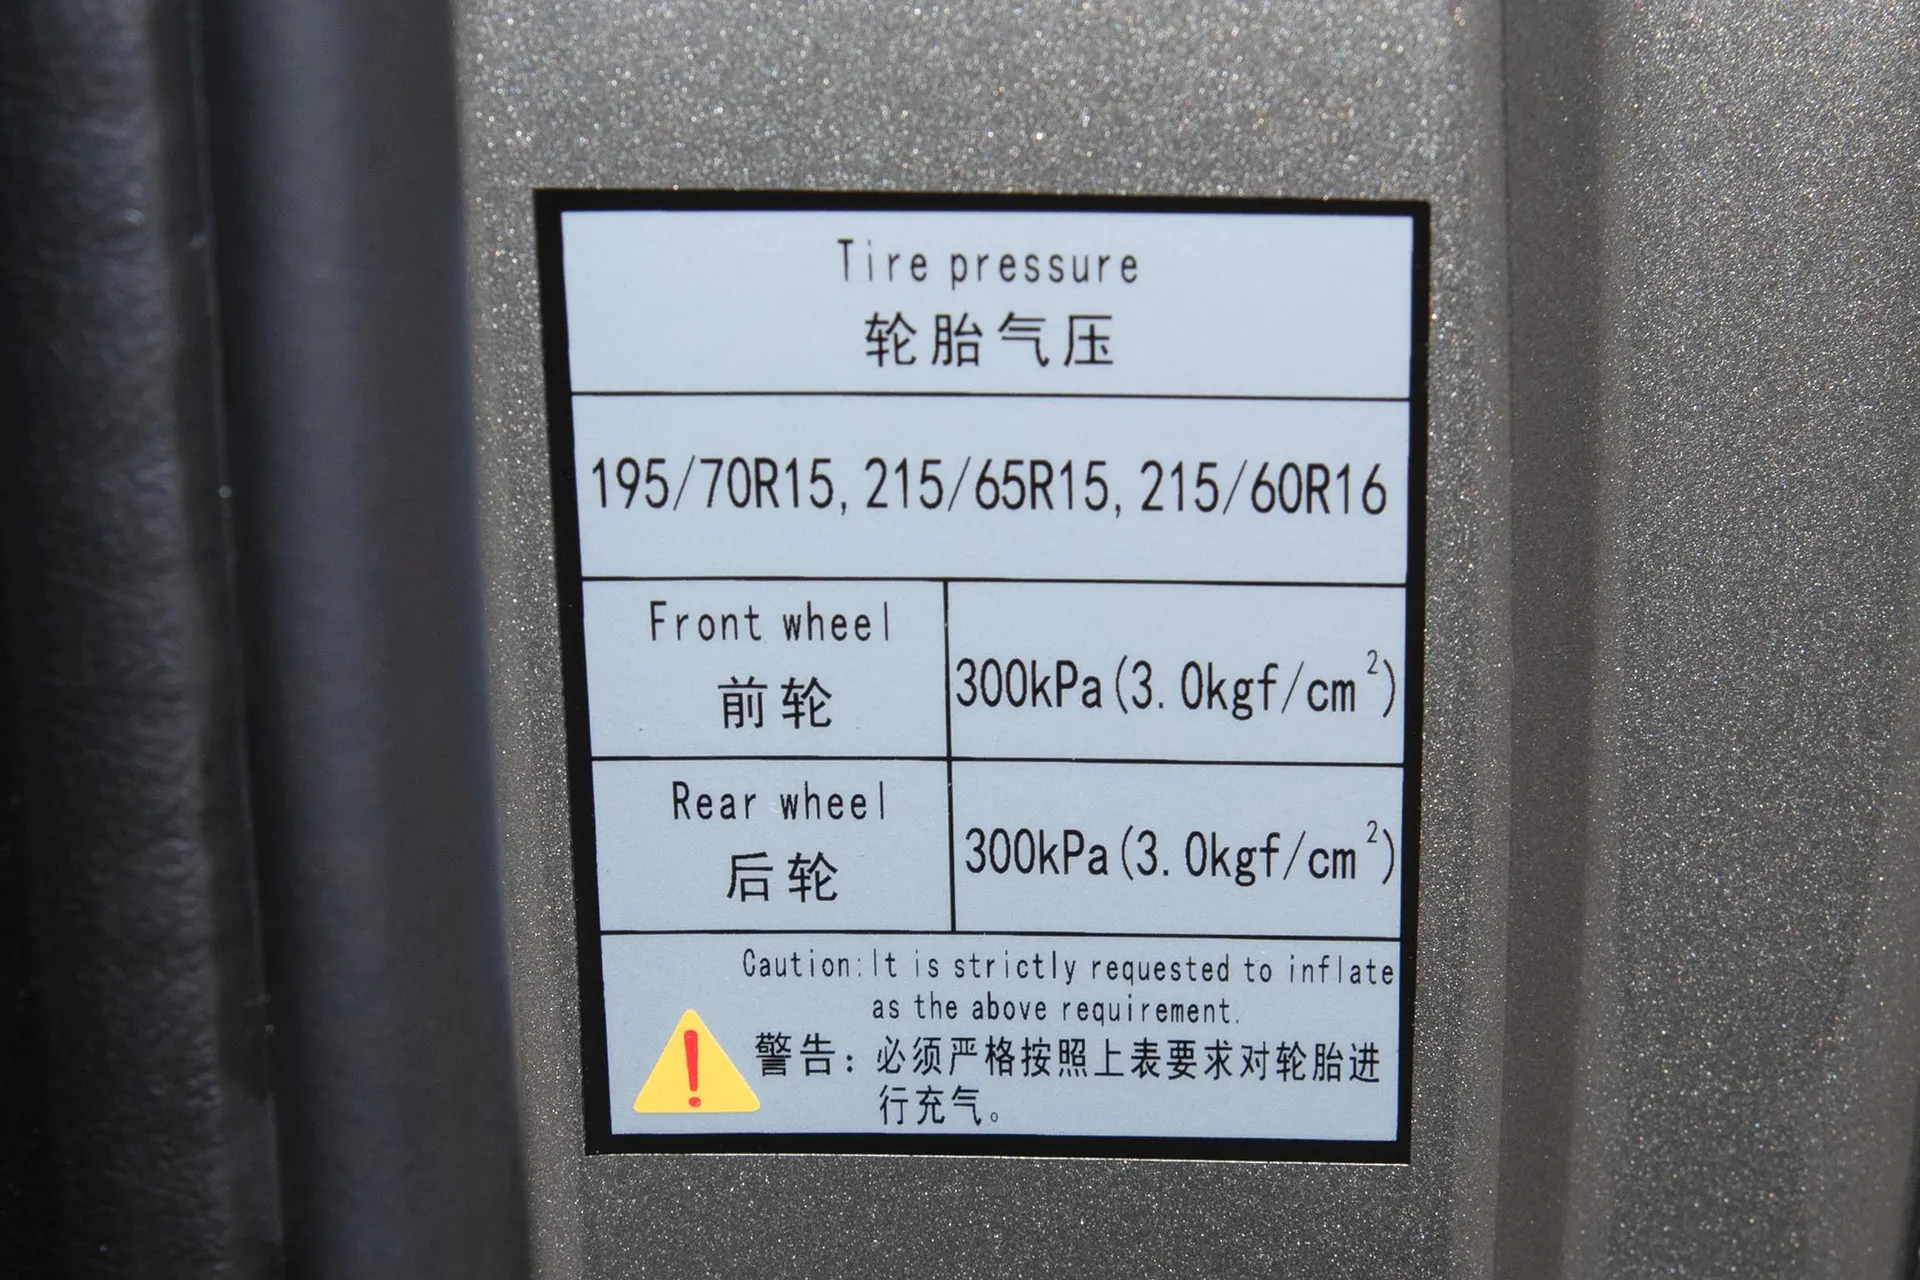 Tire pressure
轮胎气压
195/70R15, 215/65R15, 215/60R16
Front wheel
前轮
300kPa(3.0kgf/cm²)
Rear wheel
后轮
300kPa(3.0kgf/cm²)
Caution:It is strictly requested to inflate
as the above requirement.
警告：必须严格按照上表要求对轮胎进
行充气。